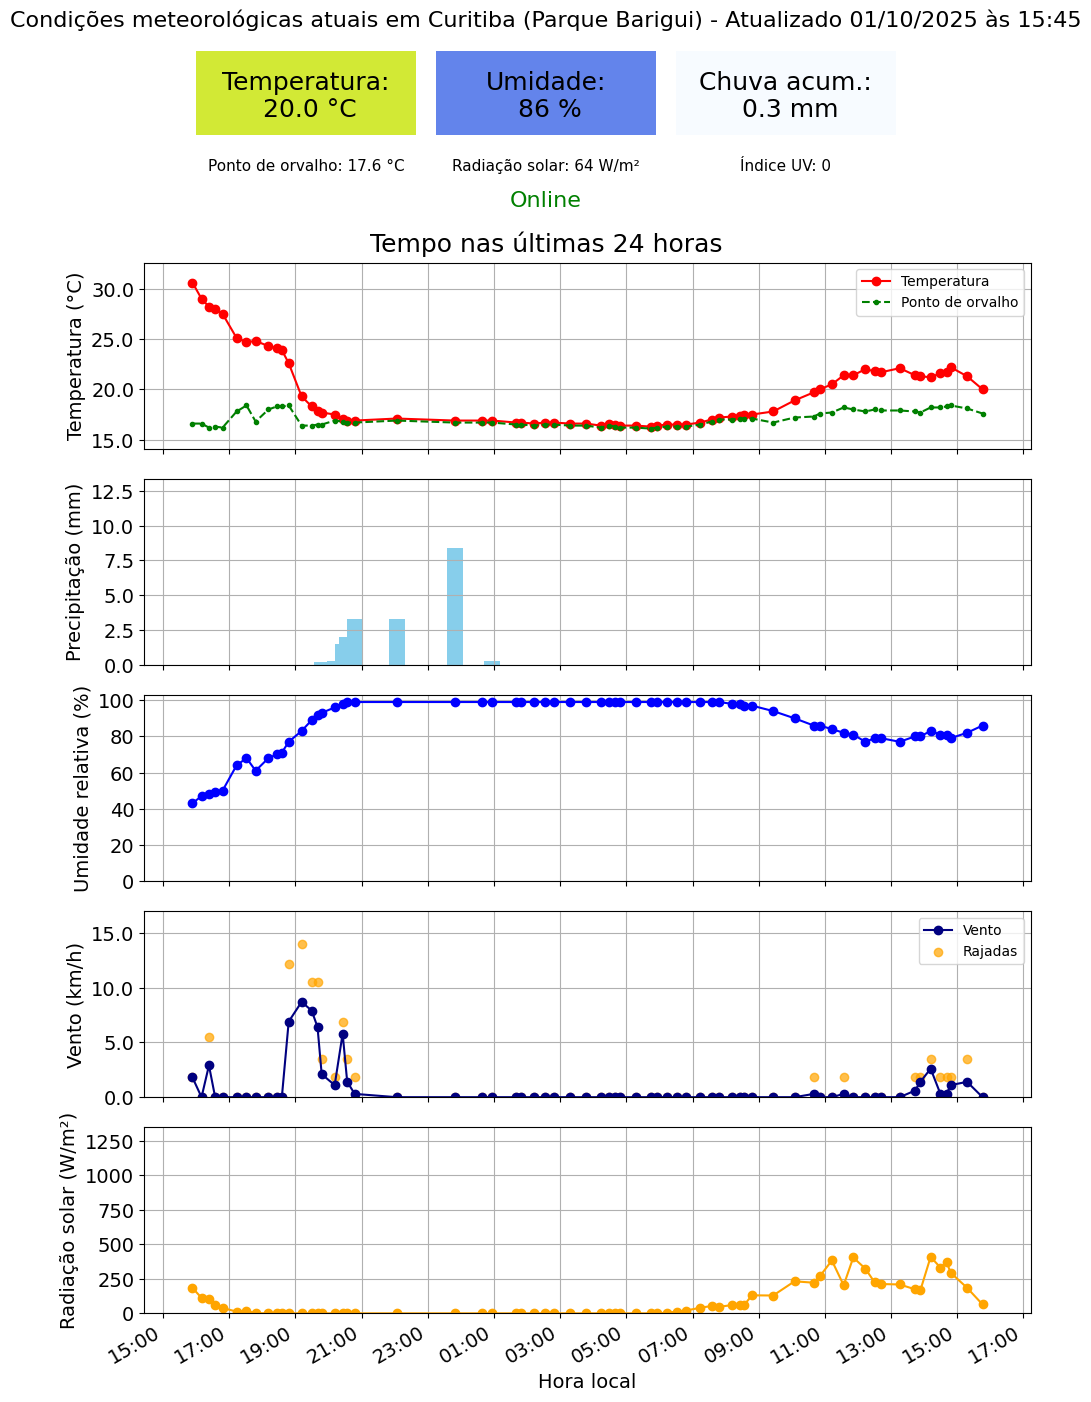 Condições meteorológicas atuais em Curitiba (Parque Barigui) - Atualizado 01/10/2025 às 15:45
Temperatura:
20.0 °C
Umidade:
86 %
Chuva acum.:
0.3 mm
Ponto de orvalho: 17.6 °C
Radiação solar: 64 W/m²
Índice UV: 0
Online
Tempo nas últimas 24 horas
Temperatura (°C)
30.0
25.0
20.0
15.0
Temperatura
Ponto de orvalho
Precipitação (mm)
12.5
10.0
7.5
5.0
2.5
0.0
Umidade relativa (%)
100
80
60
40
20
0
Vento (km/h)
15.0
10.0
5.0
0.0
Vento
Rajadas
Radiação solar (W/m²)
1250
1000
750
500
250
0
15:00
17:00
19:00
21:00
23:00
01:00
03:00
05:00
07:00
09:00
11:00
13:00
15:00
17:00
Hora local